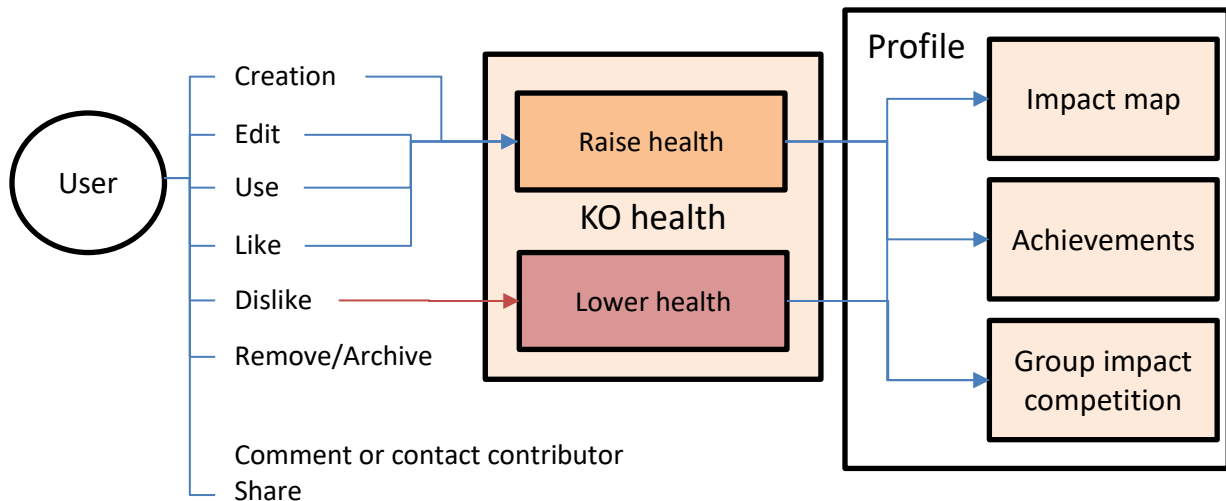 User
Creation
Edit
Use
Like
Dislike
Remove/Archive
Comment or contact contributor
Share
Raise health
KO health
Lower health
Profile
Impact map
Achievements
Group impact
competition